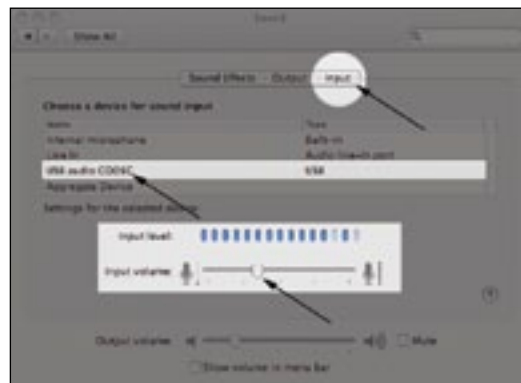 Sound
Show All
Sound Effects Output Input
Choose a device for sound input
Name Type
Internal microphone Built-in
Line In Audio line-in port
USB audio CODEC USB
Aggregate Device
Settings for the selected device:
Input level:
Input volume:
Output volume: Mute
Show volume in menu bar